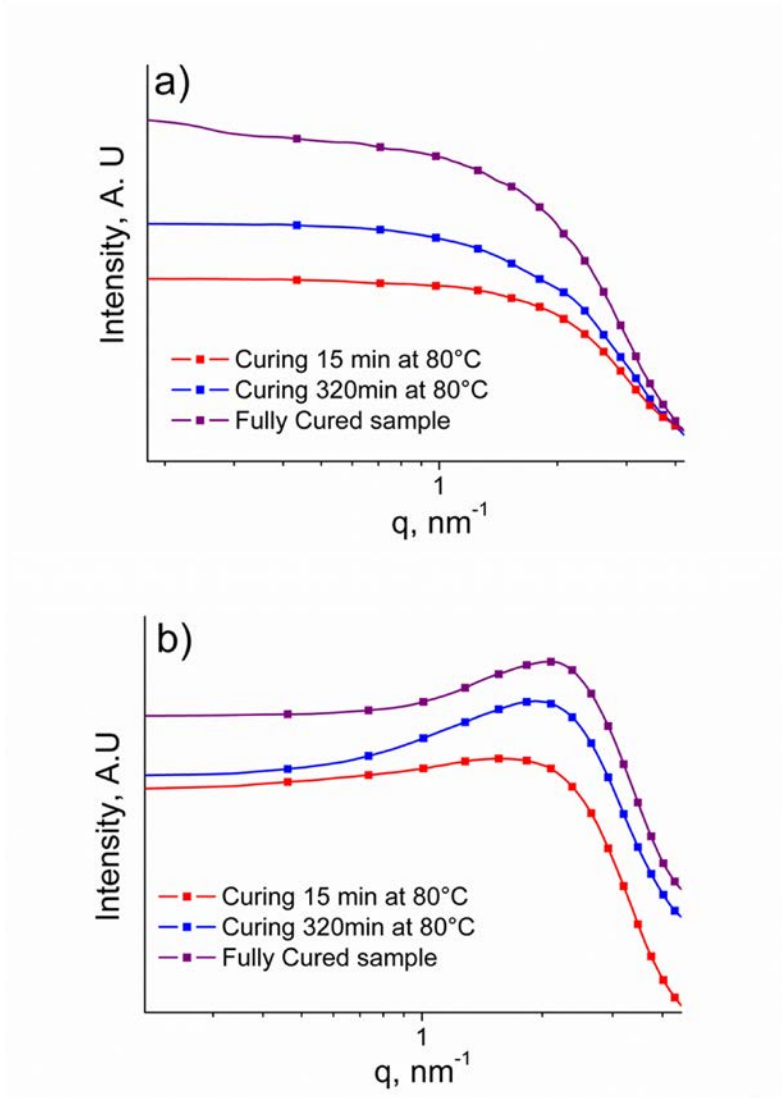 a)
Intensity, A. U
Curing 15 min at 80°C
Curing 320min at 80°C
Fully Cured sample
1
q, nm⁻¹
b)
Intensity, A.U
Curing 15 min at 80°C
Curing 320min at 80°C
Fully Cured sample
1
q, nm⁻¹